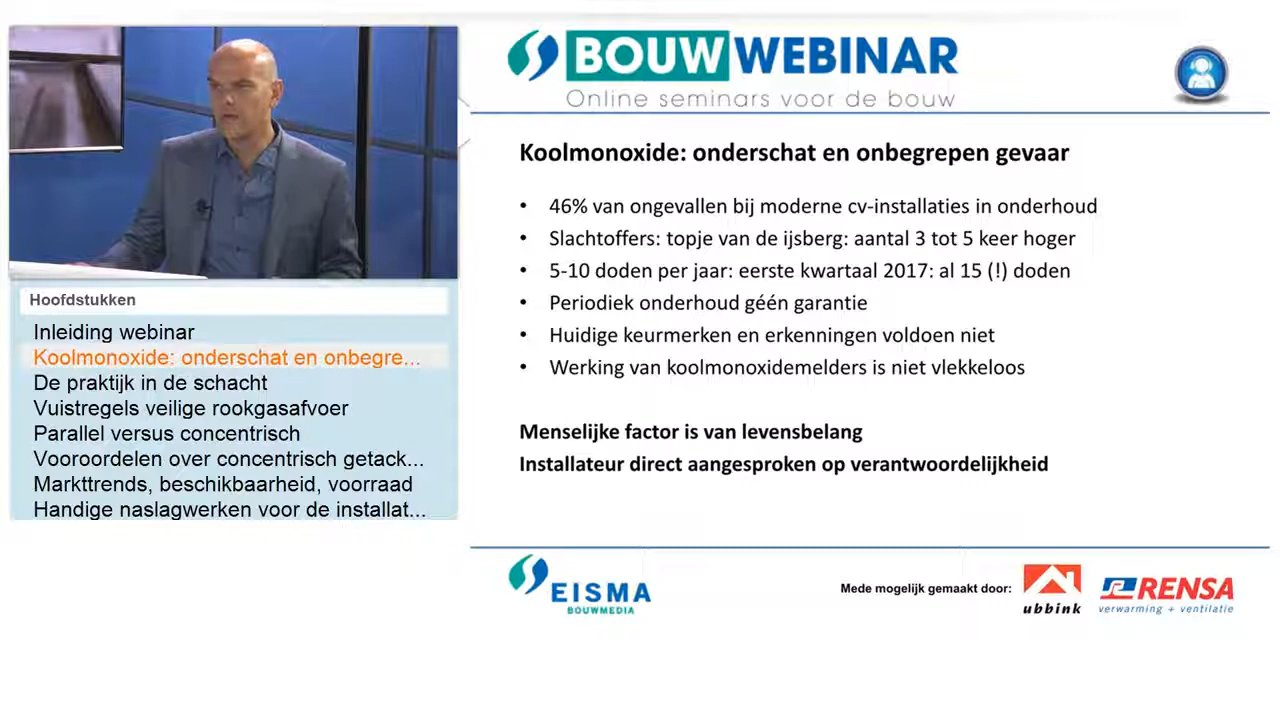 BOUWWEBINAR
Online seminars voor de bouw
Koolmonoxide: onderschat en onbegrepen gevaar
• 46% van ongevallen bij moderne cv-installaties in onderhoud
• Slachtoffers: topje van de ijsberg: aantal 3 tot 5 keer hoger
• 5-10 doden per jaar: eerste kwartaal 2017: al 15 (!) doden
• Periodiek onderhoud géén garantie
• Huidige keurmerken en erkenningen voldoen niet
• Werking van koolmonoxidemelders is niet vlekkeloos
Menselijke factor is van levensbelang
Installateur direct aangesproken op verantwoordelijkheid
Hoofdstukken
Inleiding webinar
Koolmonoxide: onderschat en onbegre...
De praktijk in de schacht
Vuistregels veilige rookgasafvoer
Parallel versus concentrisch
Vooroordelen over concentrisch getack...
Markttrends, beschikbaarheid, voorraad
Handige naslagwerken voor de installat...
EISMA
BOUWMEDIA
Mede mogelijk gemaakt door:
ubbink
RENSA
verwarming + ventilatie